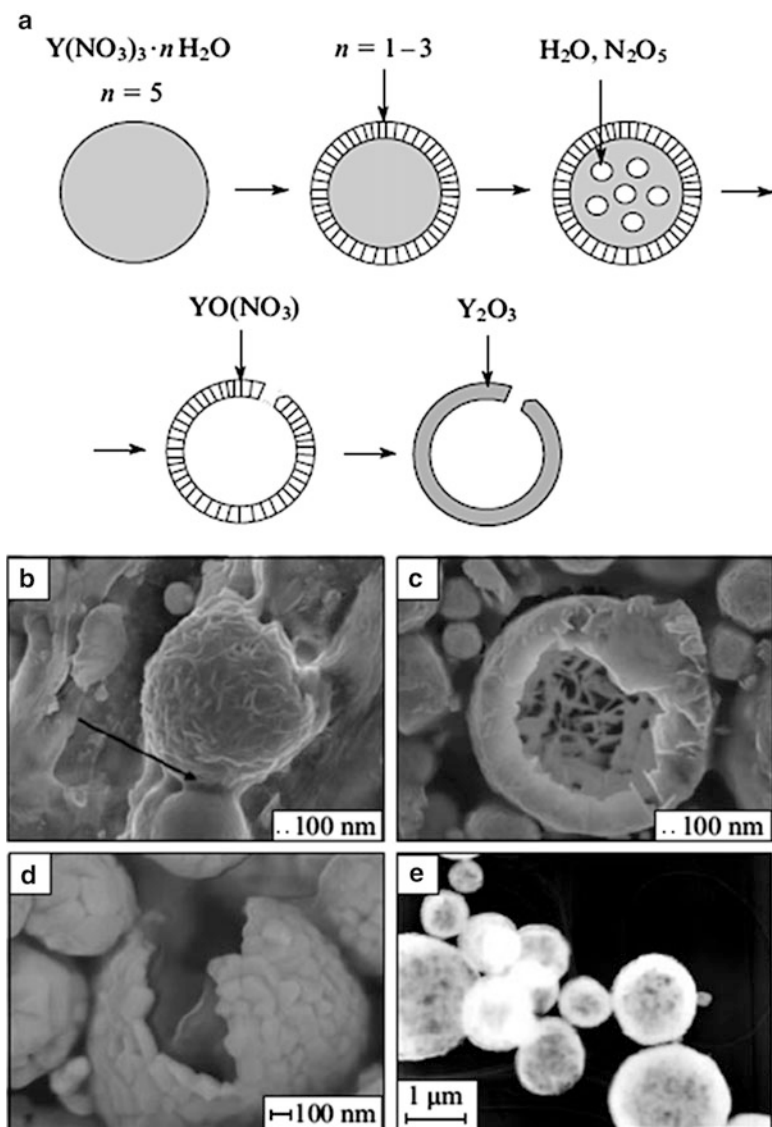 a
Y(NO₃)₃·nH₂O
n = 5
n = 1–3
H₂O, N₂O₅
YO(NO₃)
Y₂O₃
b
100 nm
c
100 nm
d
100 nm
e
1 μm